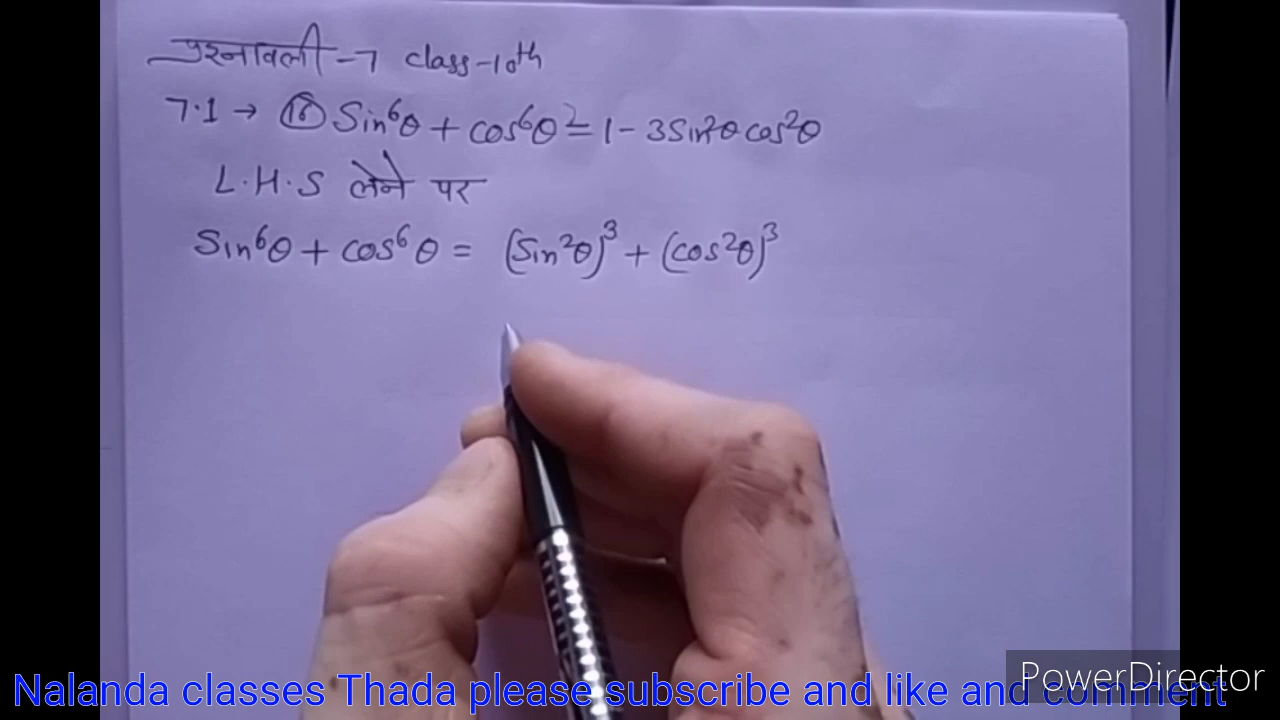 प्रश्नावली-7 class-10th
7.1 → (16) Sin⁶θ + cos⁶θ = 1 - 3Sin²θ cos²θ
L.H.S लेने पर
Sin⁶θ + cos⁶θ = (Sin²θ)³ + (cos²θ)³
Nalanda classes Thada please subscribe and like and comment
PowerDirector